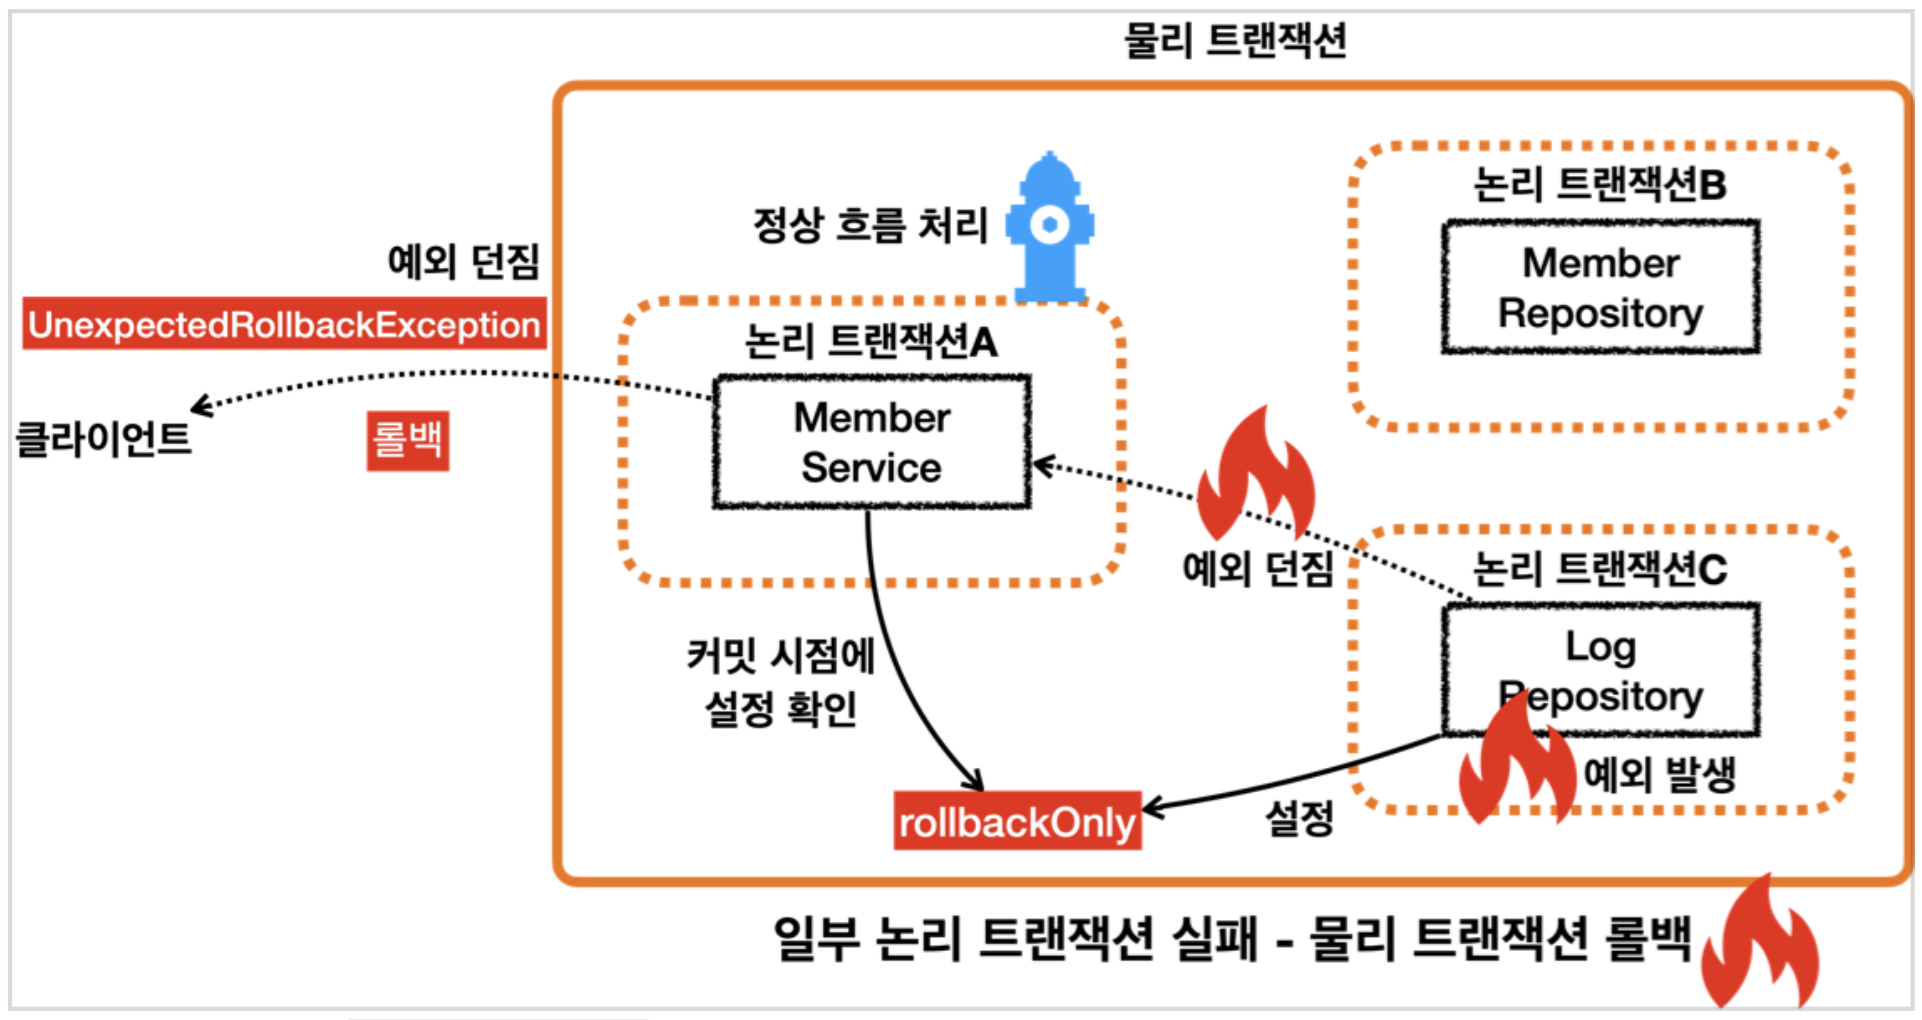 물리 트랜잭션
논리 트랜잭션B
Member
Repository
정상 흐름 처리
예외 던짐
UnexpectedRollbackException
논리 트랜잭션A
Member
Service
클라이언트
롤백
예외 던짐
논리 트랜잭션C
Log
Repository
예외 발생
커밋 시점에
설정 확인
rollbackOnly
설정
일부 논리 트랜잭션 실패 - 물리 트랜잭션 롤백